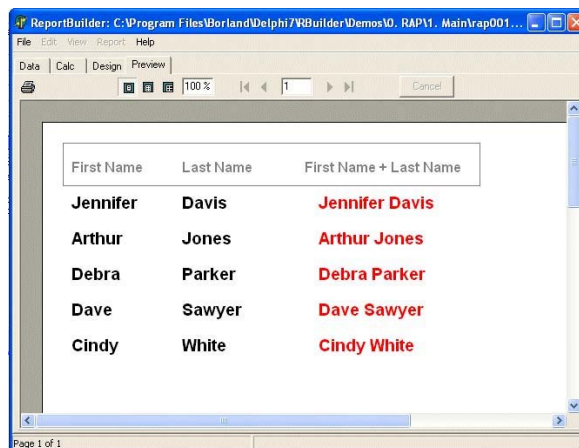 ReportBuilder: C:\Program Files\Borland\Delphi7\RBuilder\Demos\0. RAP\1. Main\rap001...
File Edit View Report Help
Data Calc Design Preview
100 % 1 Cancel
First Name Last Name First Name + Last Name
Jennifer Davis Jennifer Davis
Arthur Jones Arthur Jones
Debra Parker Debra Parker
Dave Sawyer Dave Sawyer
Cindy White Cindy White
Page 1 of 1